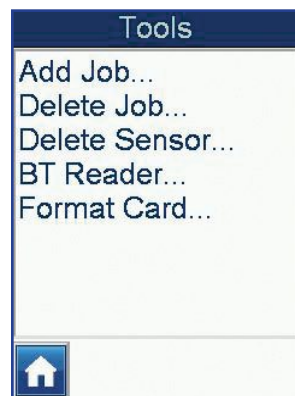 Tools
Add Job...
Delete Job...
Delete Sensor...
BT Reader...
Format Card...